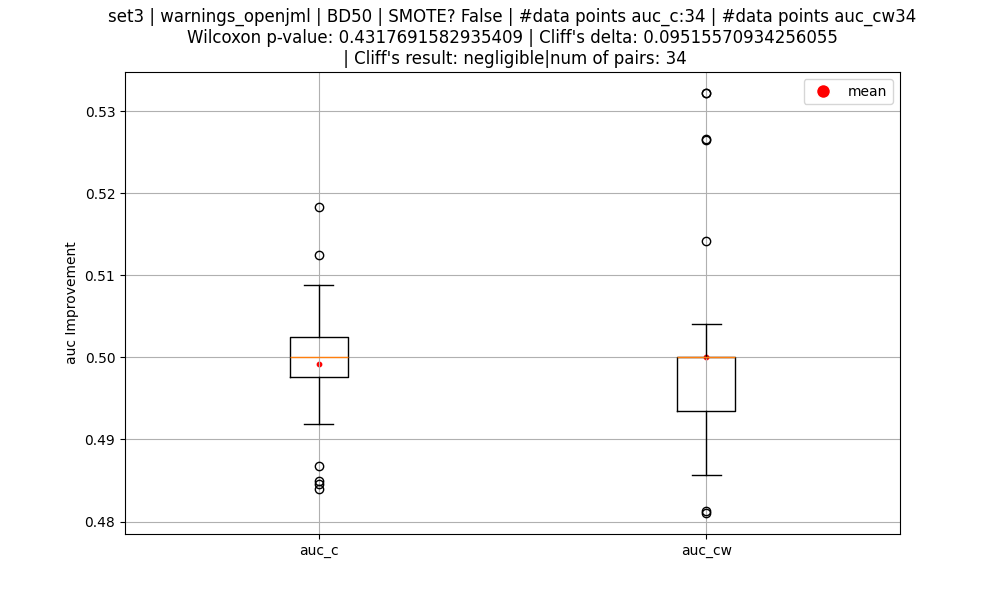 set3 | warnings_openjml | BD50 | SMOTE? False | #data points auc_c:34 | #data points auc_cw34
Wilcoxon p-value: 0.4317691582935409 | Cliff's delta: 0.09515570934256055
| Cliff's result: negligible|num of pairs: 34
mean
0.53
0.52
0.51
0.50
0.49
0.48
auc Improvement
auc_c
auc_cw